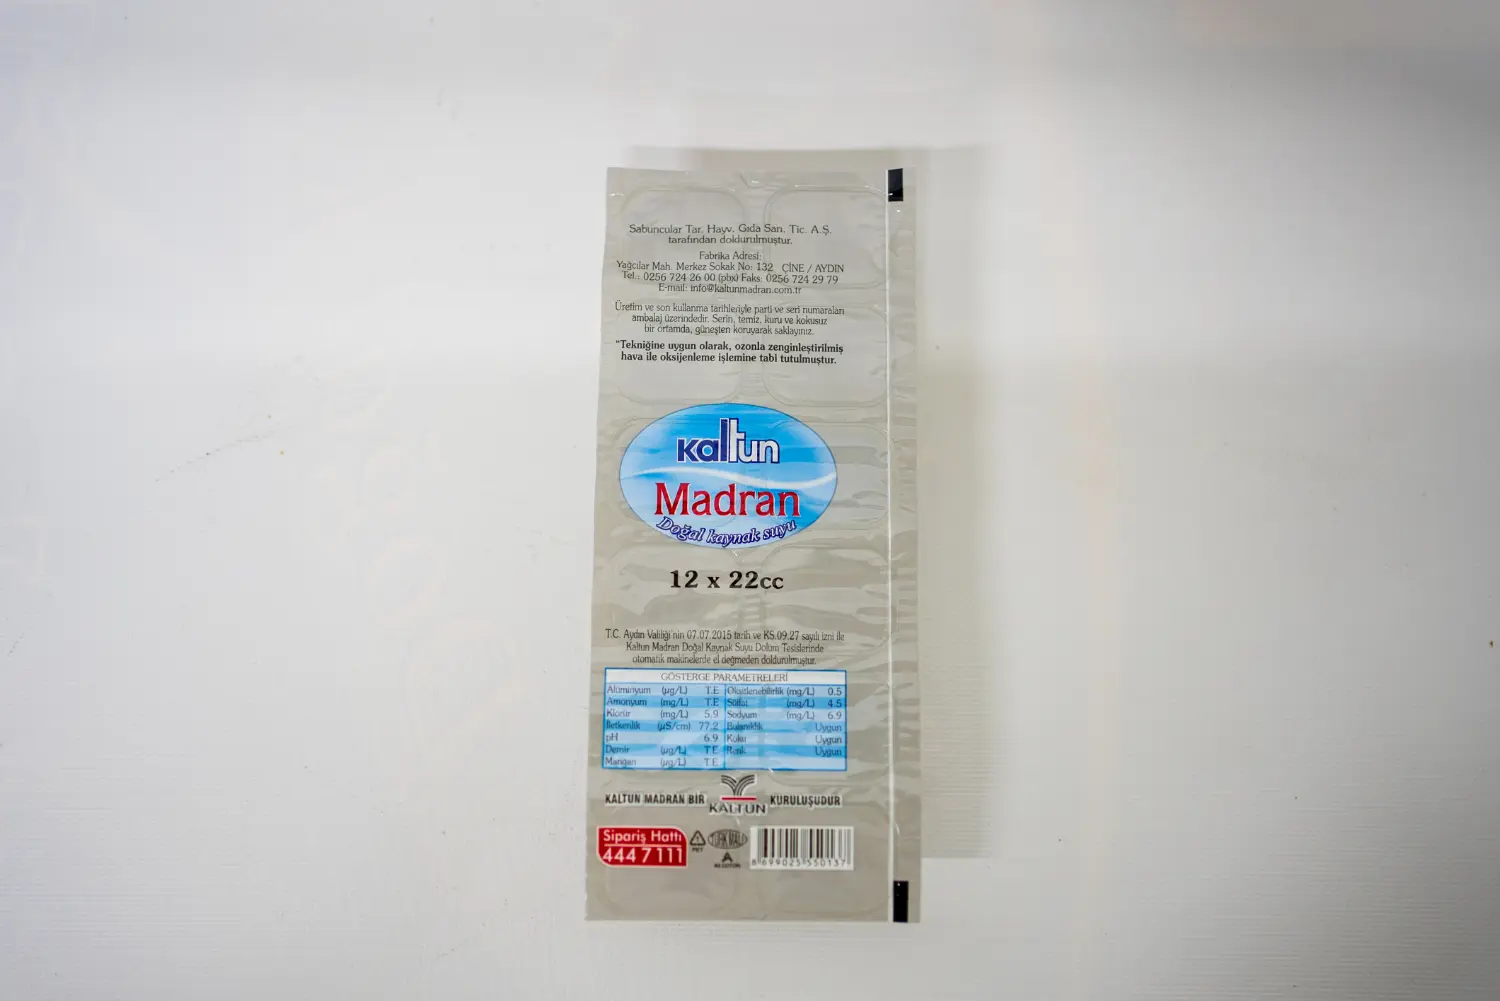 Sabuncular Tar. Hayv. Gıda San. Tic. A.Ş.
tarafından doldurulmuştur.
Fabrika Adresi:
Yağcılar Mah. Merkez Sokak No: 132 ÇİNE / AYDIN
Tel.: 0256 724 26 00 (pbx) Faks: 0256 724 29 79
E-mail: info@kaltunmadran.com.tr
Üretim ve son kullanma tarihleriyle parti ve seri numaraları
ambalaj üzerindedir. Serin, temiz, kuru ve kokusuz
bir ortamda, güneşten koruyarak saklayınız.
"Tekniğine uygun olarak, ozonla zenginleştirilmiş
hava ile oksijenleme işlemine tabi tutulmuştur.
kaltun
Madran
Doğal kaynak suyu
12 x 22cc
T.C. Aydın Valiliği'nin 07.07.2015 tarih ve KS.09.27 sayılı izni ile
Kaltun Madran Doğal Kaynak Suyu Dolum Tesislerinde
otomatik makinelerde el değmeden doldurulmuştur.
GÖSTERGE PARAMETRELERİ
Alüminyum (µg/L) T.E Oksitlenebilirlik (mg/L) 0.5
Amonyum (mg/L) T.E Sülfat (mg/L) 4.5
Klorür (mg/L) 5.9 Sodyum (mg/L) 6.9
İletkenlik (µS/cm) 77.2 Bulanıklık Uygun
pH 6.9 Koku Uygun
Demir (µg/L) T.E Renk Uygun
Mangan (µg/L) T.E
KALTUN MADRAN BİR KALTUN KURULUŞUDUR
Sipariş Hattı
444 7 111
PET
TÜRK MALI
8 699025 550137